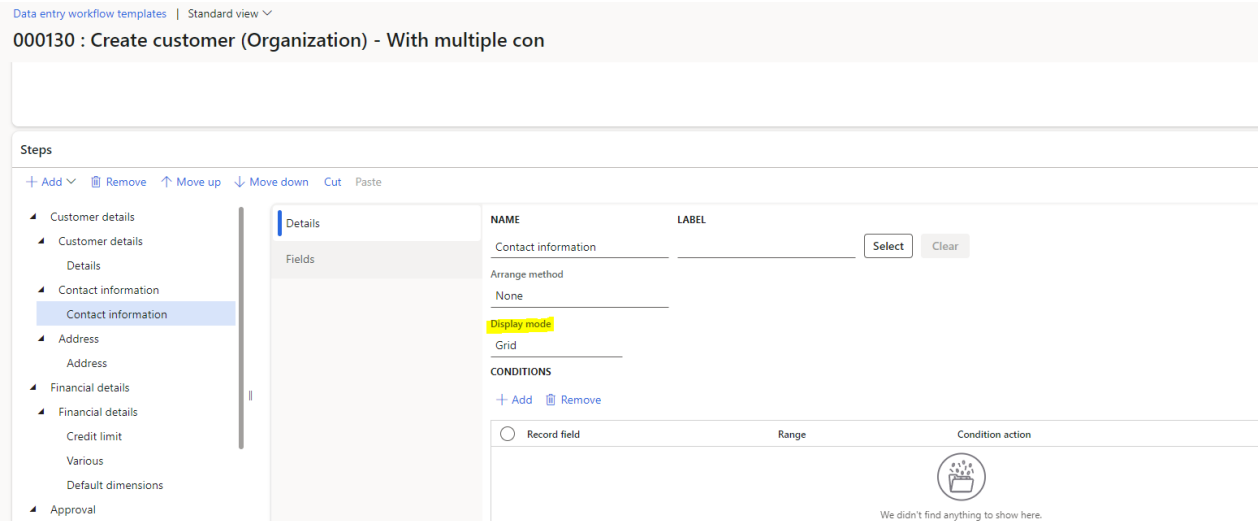 Data entry workflow templates | Standard view
000130 : Create customer (Organization) - With multiple con
Steps
Add Remove Move up Move down Cut Paste
Customer details
Customer details
Details
Contact information
Contact information
Address
Address
Financial details
Financial details
Credit limit
Various
Default dimensions
Approval
Details
Fields
NAME LABEL
Contact information Select Clear
Arrange method
None
Display mode
Grid
CONDITIONS
Add Remove
Record field Range Condition action
We didn't find anything to show here.